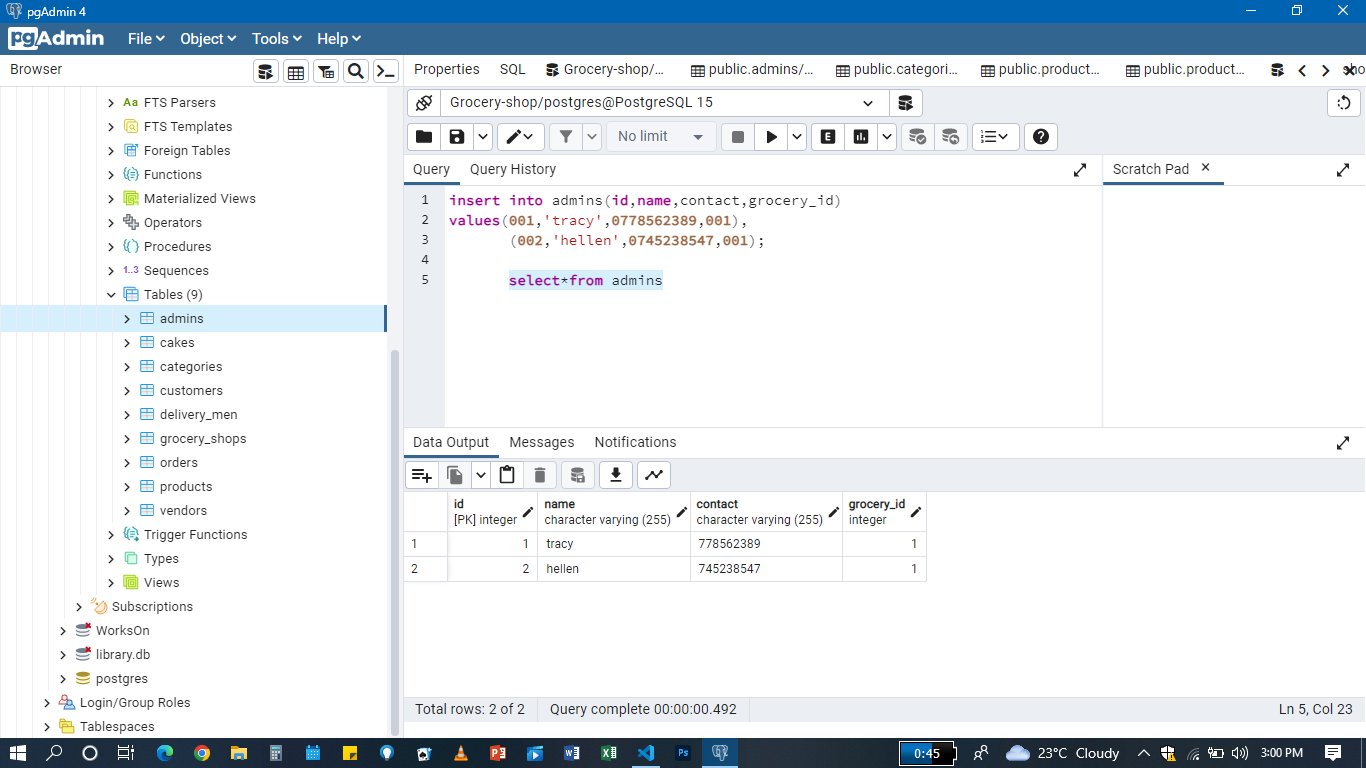 pgAdmin 4
pgAdmin File Object Tools Help
Browser
Properties SQL Grocery-shop/... public.admins/... public.categori... public.product... public.product...
Aa FTS Parsers
FTS Templates
Foreign Tables
Functions
Materialized Views
Operators
Procedures
1..3 Sequences
Tables (9)
admins
cakes
categories
customers
delivery_men
grocery_shops
orders
products
vendors
Trigger Functions
Types
Views
Subscriptions
WorksOn
library.db
postgres
Login/Group Roles
Tablespaces
Grocery-shop/postgres@PostgreSQL 15
No limit
E
Query Query History
Scratch Pad
1 insert into admins(id,name,contact,grocery_id)
2 values(001,'tracy',0778562389,001),
3 (002,'hellen',0745238547,001);
4
5 select*from admins
Data Output Messages Notifications
id name contact grocery_id
[PK] integer character varying (255) character varying (255) integer
1 1 tracy 778562389 1
2 2 hellen 745238547 1
Total rows: 2 of 2 Query complete 00:00:00.492 Ln 5, Col 23
0:45 23°C Cloudy 3:00 PM